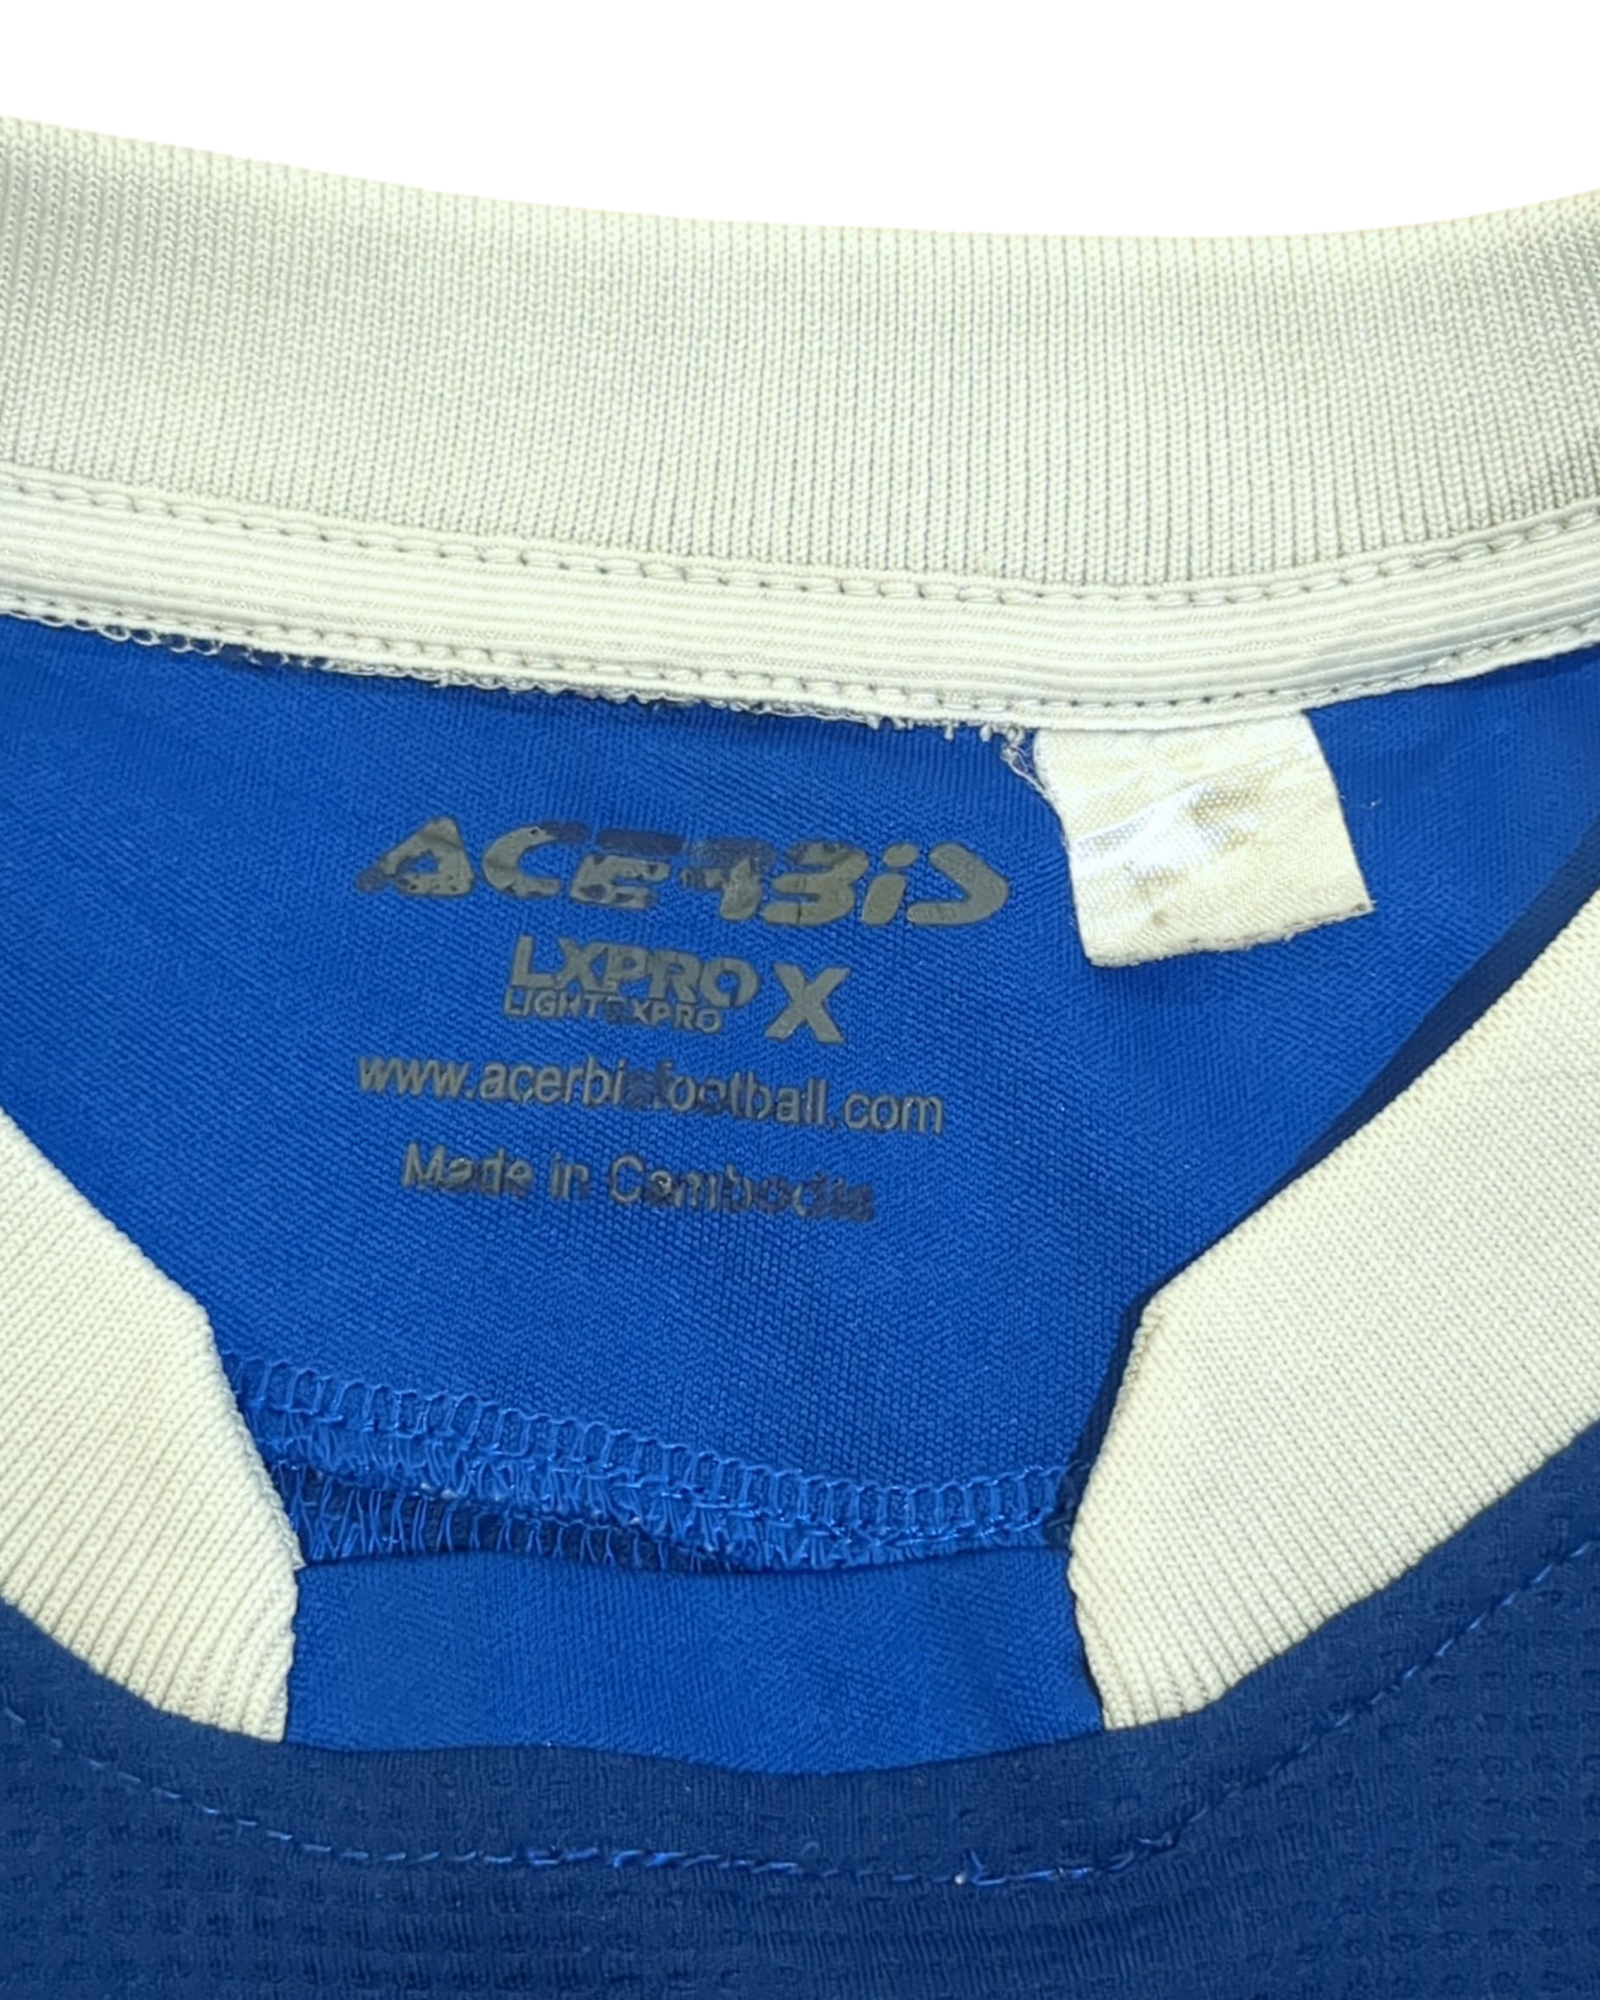 ACERBIS
LXPRO X
LIGHTEXPRO
www.acerbisfootball.com
Made in Cambodia